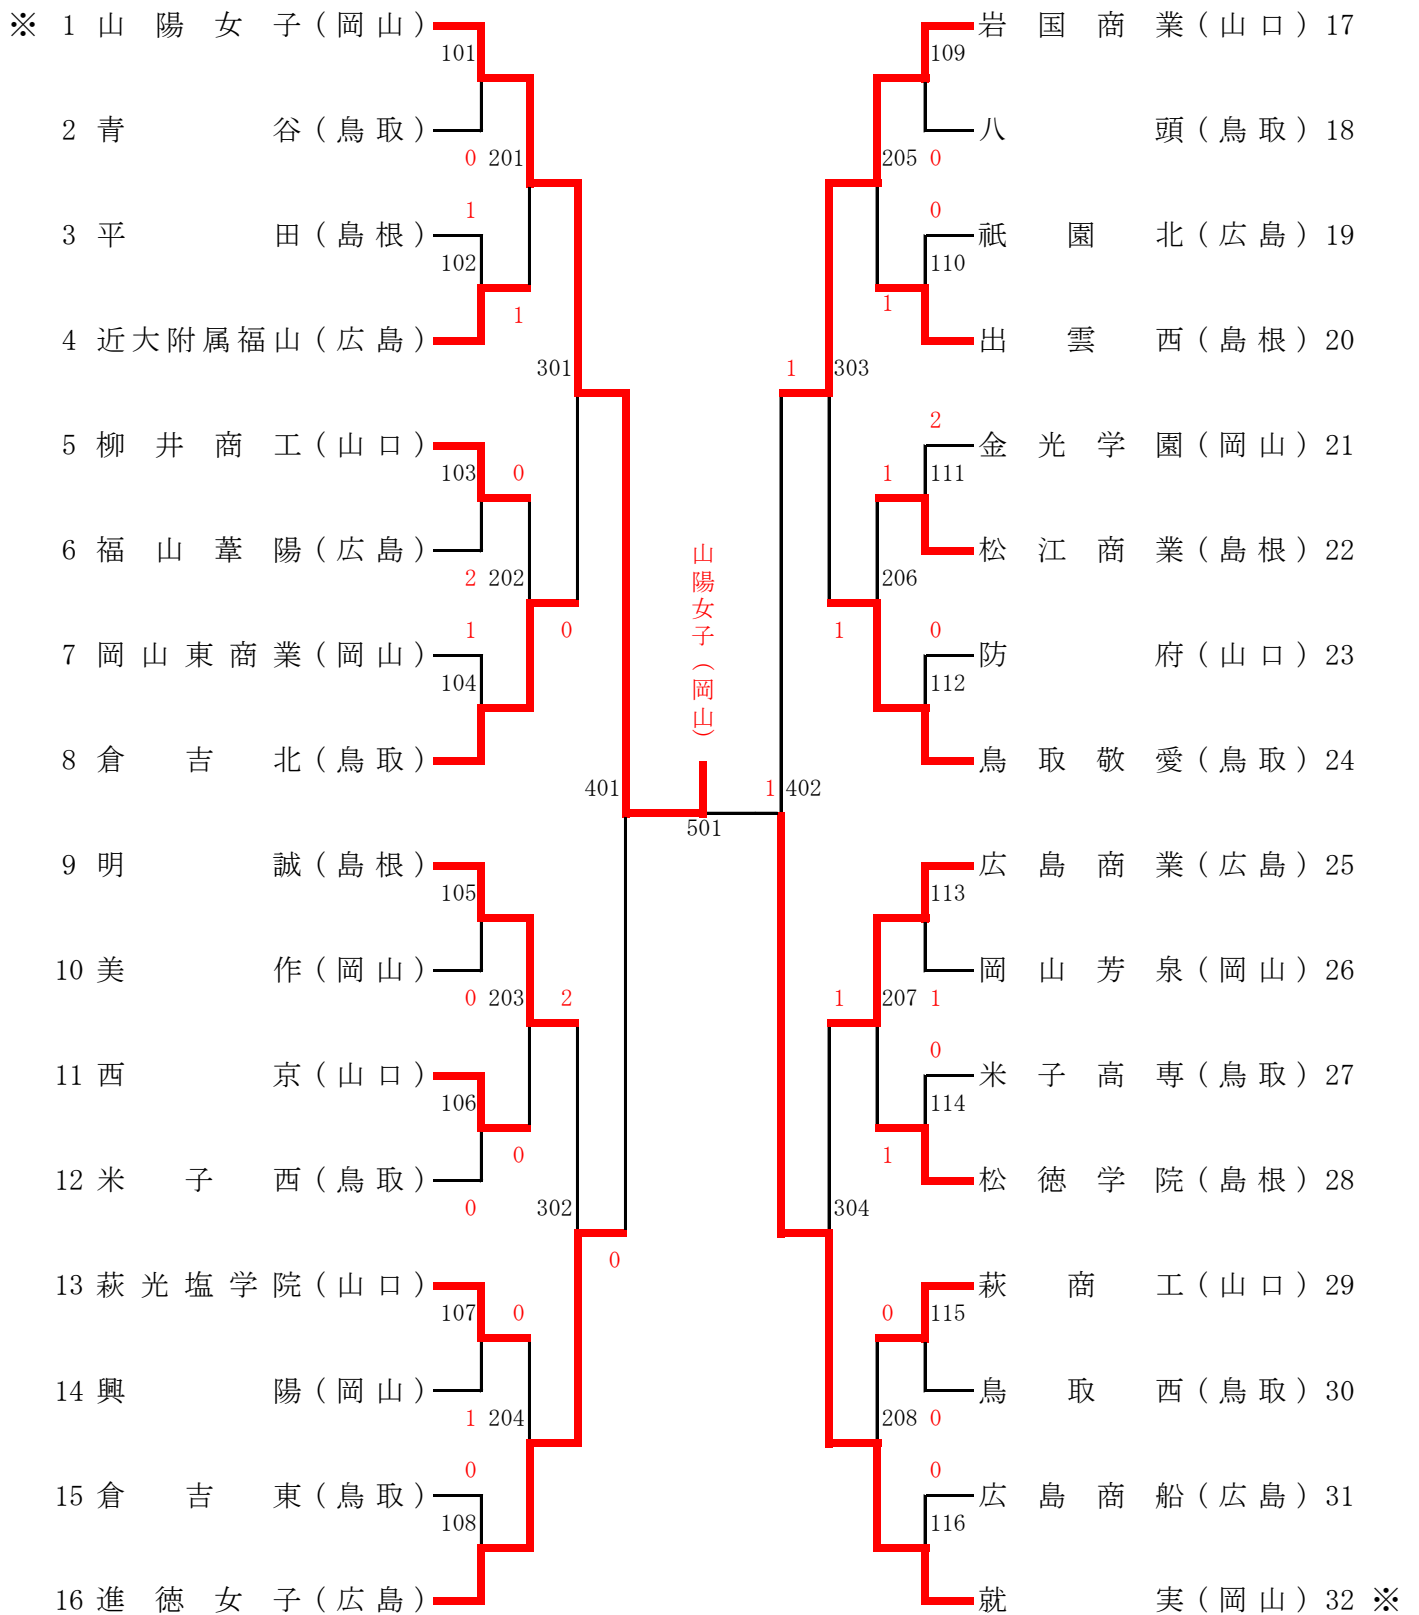 ※ 1 山陽女子(岡山)
101
2 青谷(鳥取)
0 201
1
3 平田(島根)
102
1
4 近大附属福山(広島)
301
5 柳井商工(山口)
103 0
6 福山葦陽(広島)
2 202
1 0
7 岡山東商業(岡山)
104
8 倉吉北(鳥取)
401
9 明誠(島根)
105
10 美作(岡山)
0 203 2
11 西京(山口)
106
0
12 米子西(鳥取)
0 302
0
13 萩光塩学院(山口)
107 0
14 興陽(岡山)
1 204
0
15 倉吉東(鳥取)
108
16 進徳女子(広島)
山陽女子(岡山)
501
岩国商業(山口) 17
109
八頭(鳥取) 18
205 0
0
祇園北(広島) 19
110
1
出雲西(島根) 20
1 303
2
金光学園(岡山) 21
1 111
松江商業(島根) 22
206
1 0
防府(山口) 23
112
鳥取敬愛(鳥取) 24
1 402
広島商業(広島) 25
113
岡山芳泉(岡山) 26
1 207 1
0
米子高専(鳥取) 27
114
1
松徳学院(島根) 28
304
萩商工(山口) 29
0 115
鳥取西(鳥取) 30
208 0
0
広島商船(広島) 31
116
就実(岡山) 32 ※